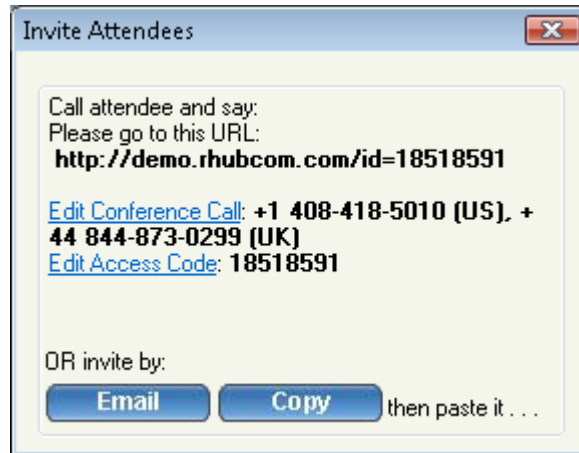 Invite Attendees
Call attendee and say:
Please go to this URL:
http://demo.rhubcom.com/id=18518591
Edit Conference Call: +1 408-418-5010 (US), +
44 844-873-0299 (UK)
Edit Access Code: 18518591
OR invite by:
Email Copy then paste it . . .